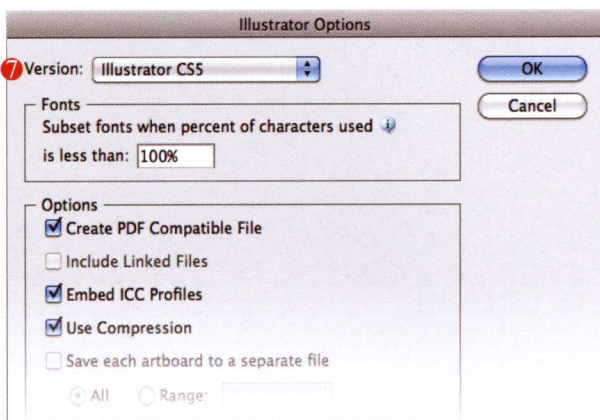 Illustrator Options
7 Version: Illustrator CS5
OK
Cancel
Fonts
Subset fonts when percent of characters used
is less than: 100%
Options
Create PDF Compatible File
Include Linked Files
Embed ICC Profiles
Use Compression
Save each artboard to a separate file
All Range: